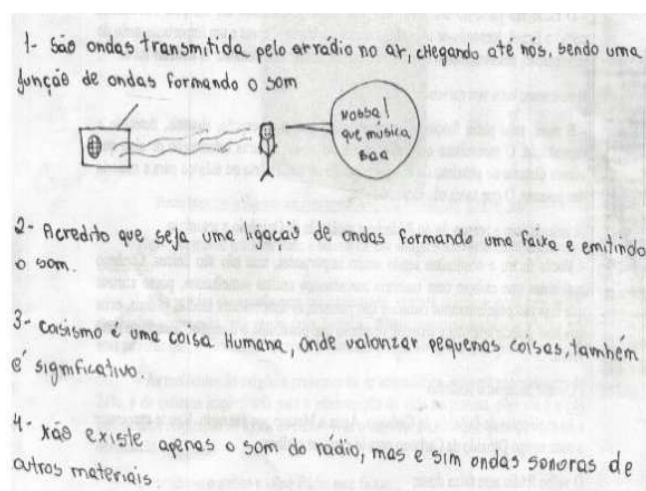 1- São ondas transmitida pelo arrádio no ar, chegando até nós, sendo uma
junção de ondas formando o som
Nossa!
que música
Boa
2- Acredito que seja uma ligação de ondas formando uma faixa e emitindo
o som.
3- casismo é uma coisa Humana, onde valorizar pequenas coisas, também
é significativo.
4- Não existe apenas o som do rádio, mas e sim ondas sonoras de
outros materiais